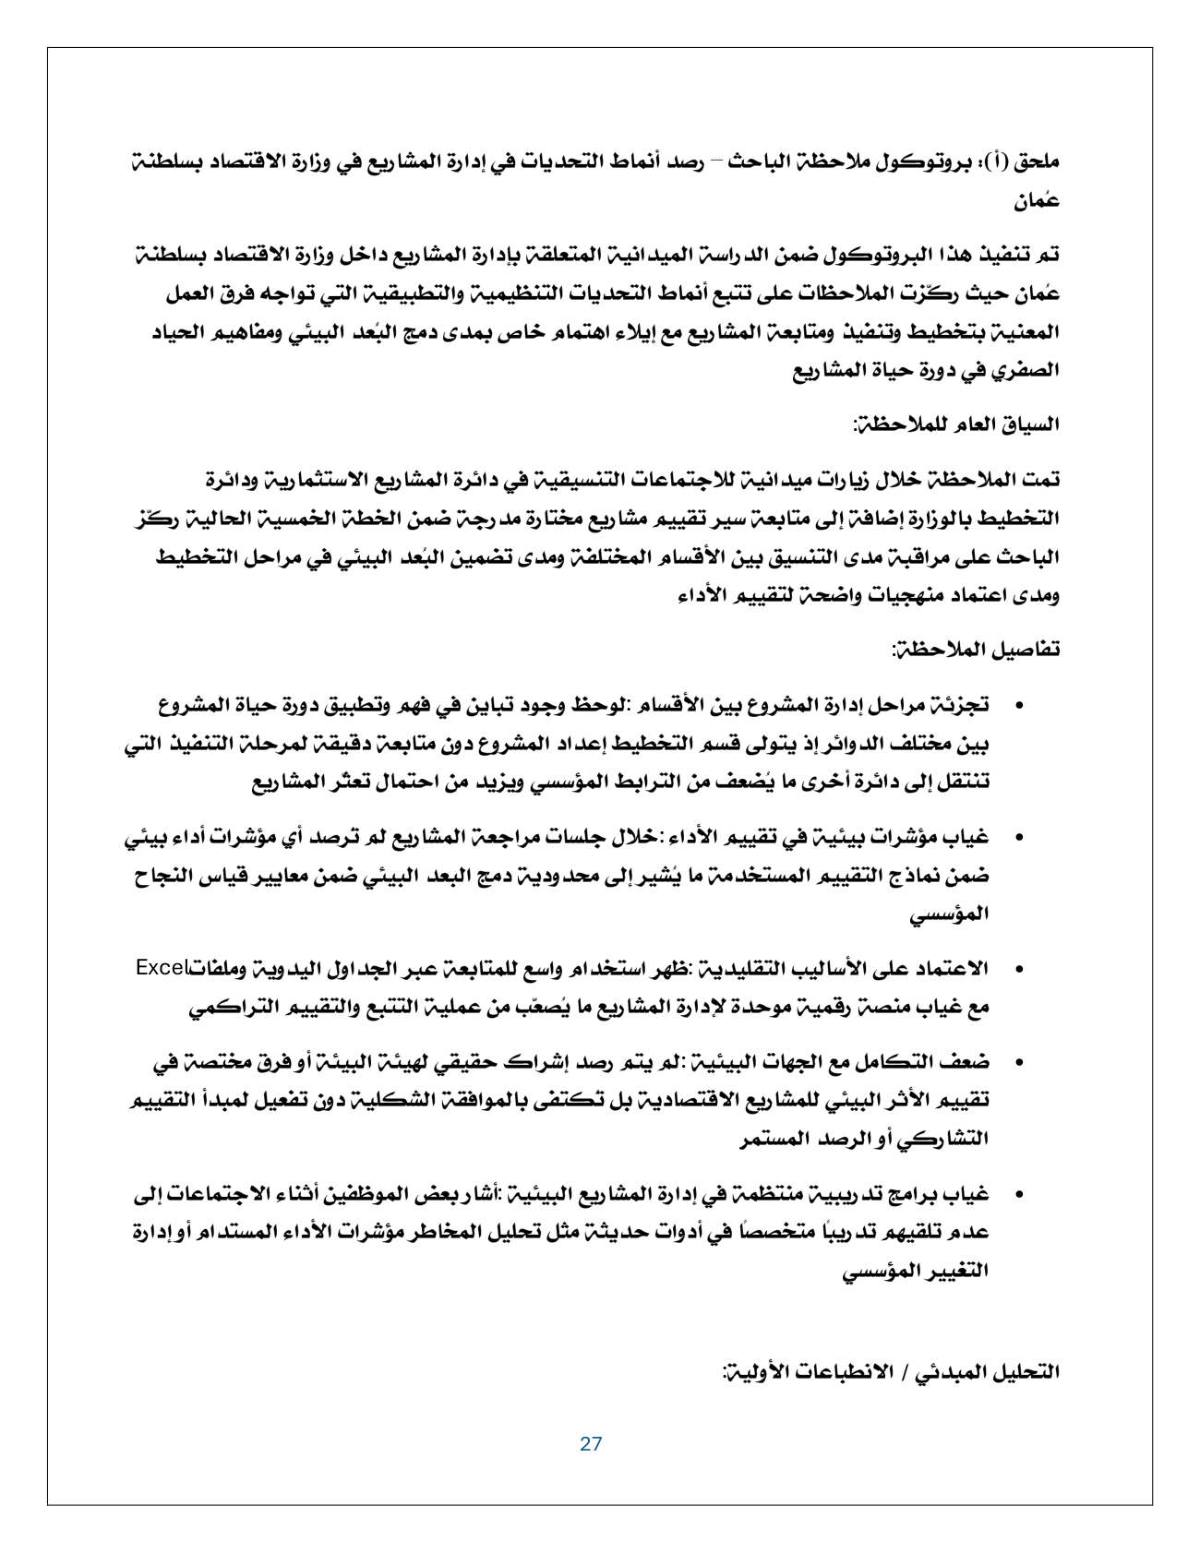 ملحق (أ): بروتوكول ملاحظة الباحث – رصد أنماط التحديات في إدارة المشاريع في وزارة الاقتصاد بسلطنة
عُمان
تم تنفيذ هذا البروتوكول ضمن الدراسة الميدانية المتعلقة بإدارة المشاريع داخل وزارة الاقتصاد بسلطنة
عُمان حيث ركّزت الملاحظات على تتبع أنماط التحديات التنظيمية والتطبيقية التي تواجه فرق العمل
المعنية بتخطيط وتنفيذ ومتابعة المشاريع مع إيلاء اهتمام خاص بمدى دمج البُعد البيئي ومفاهيم الحياد
الصفري في دورة حياة المشاريع
السياق العام للملاحظة:
تمت الملاحظة خلال زيارات ميدانية للاجتماعات التنسيقية في دائرة المشاريع الاستثمارية ودائرة
التخطيط بالوزارة إضافة إلى متابعة سير تقييم مشاريع مختارة مدرجة ضمن الخطة الخمسية الحالية ركّز
الباحث على مراقبة مدى التنسيق بين الأقسام المختلفة ومدى تضمين البُعد البيئي في مراحل التخطيط
ومدى اعتماد منهجيات واضحة لتقييم الأداء
تفاصيل الملاحظة:
• تجزئة مراحل إدارة المشروع بين الأقسام :لوحظ وجود تباين في فهم وتطبيق دورة حياة المشروع
بين مختلف الدوائر إذ يتولى قسم التخطيط إعداد المشروع دون متابعة دقيقة لمرحلة التنفيذ التي
تنتقل إلى دائرة أخرى ما يُضعف من الترابط المؤسسي ويزيد من احتمال تعثر المشاريع
• غياب مؤشرات بيئية في تقييم الأداء :خلال جلسات مراجعة المشاريع لم ترصد أي مؤشرات أداء بيئي
ضمن نماذج التقييم المستخدمة ما يُشير إلى محدودية دمج البعد البيئي ضمن معايير قياس النجاح
المؤسسي
• الاعتماد على الأساليب التقليدية :ظهر استخدام واسع للمتابعة عبر الجداول اليدوية وملفاتExcel
مع غياب منصة رقمية موحدة لإدارة المشاريع ما يُصعّب من عملية التتبع والتقييم التراكمي
• ضعف التكامل مع الجهات البيئية :لم يتم رصد إشراك حقيقي لهيئة البيئة أو فرق مختصة في
تقييم الأثر البيئي للمشاريع الاقتصادية بل تكتفى بالموافقة الشكلية دون تفعيل لمبدأ التقييم
التشاركي أو الرصد المستمر
• غياب برامج تدريبية منتظمة في إدارة المشاريع البيئية :أشار بعض الموظفين أثناء الاجتماعات إلى
عدم تلقيهم تدريبًا متخصصًا في أدوات حديثة مثل تحليل المخاطر مؤشرات الأداء المستدام أو إدارة
التغيير المؤسسي
التحليل المبدئي / الانطباعات الأولية:
27